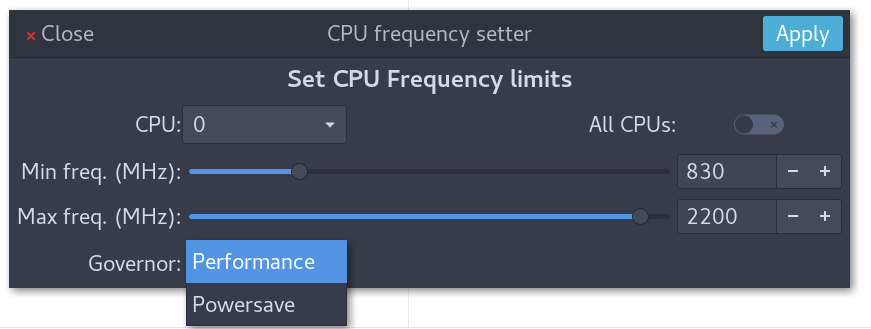 × Close CPU frequency setter Apply
Set CPU Frequency limits
CPU: 0 All CPUs:
Min freq. (MHz): 830 − +
Max freq. (MHz): 2200 − +
Governor: Performance
Powersave